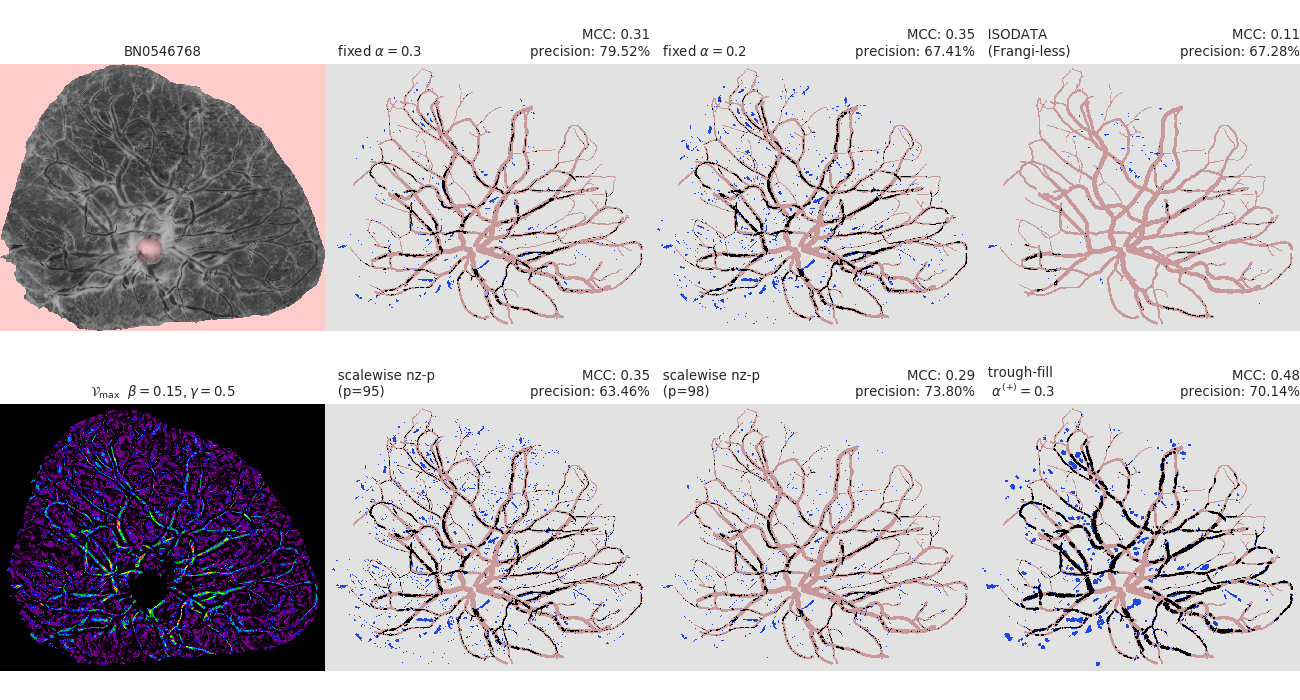 BN0546768
fixed α = 0.3
MCC: 0.31
precision: 79.52%
fixed α = 0.2
MCC: 0.35
precision: 67.41%
ISODATA
(Frangi-less)
MCC: 0.11
precision: 67.28%
𝒱max β = 0.15, γ = 0.5
scalewise nz-p
(p=95)
MCC: 0.35
precision: 63.46%
scalewise nz-p
(p=98)
MCC: 0.29
precision: 73.80%
trough-fill
α(+) = 0.3
MCC: 0.48
precision: 70.14%